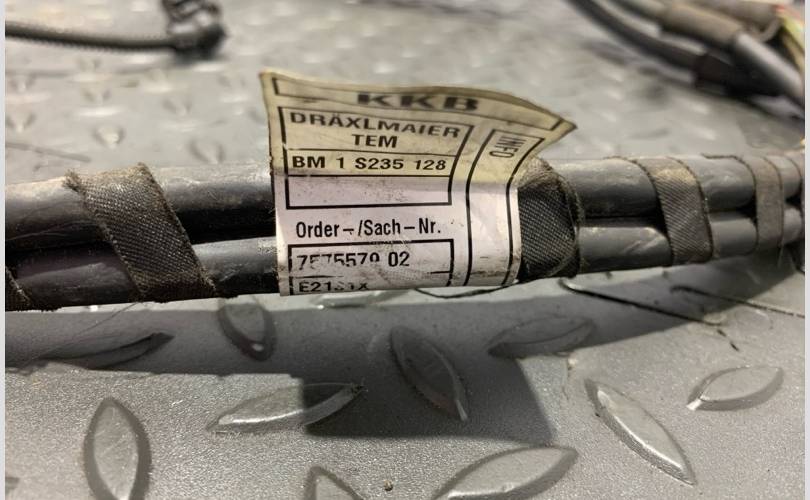 KKB
DRÄXLMAIER
TEM
INFO
BM 1 S235 128
Order-/Sach-Nr.
7575579 02